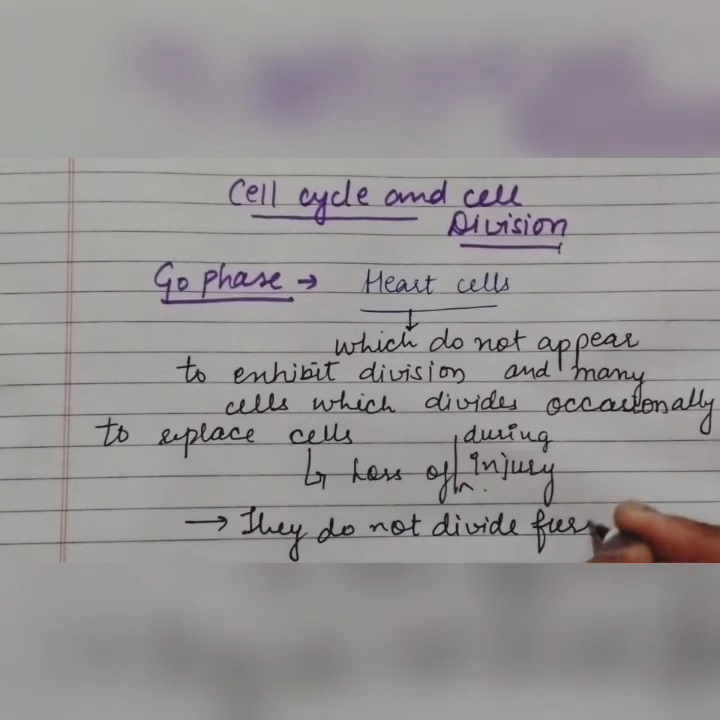 Cell cycle and cell
Division
Go phase → Heart cells
which do not appear
to exhibit division and many
cells which divides occasionally
to replace cells during
↳ Loss of injury
→ They do not divide